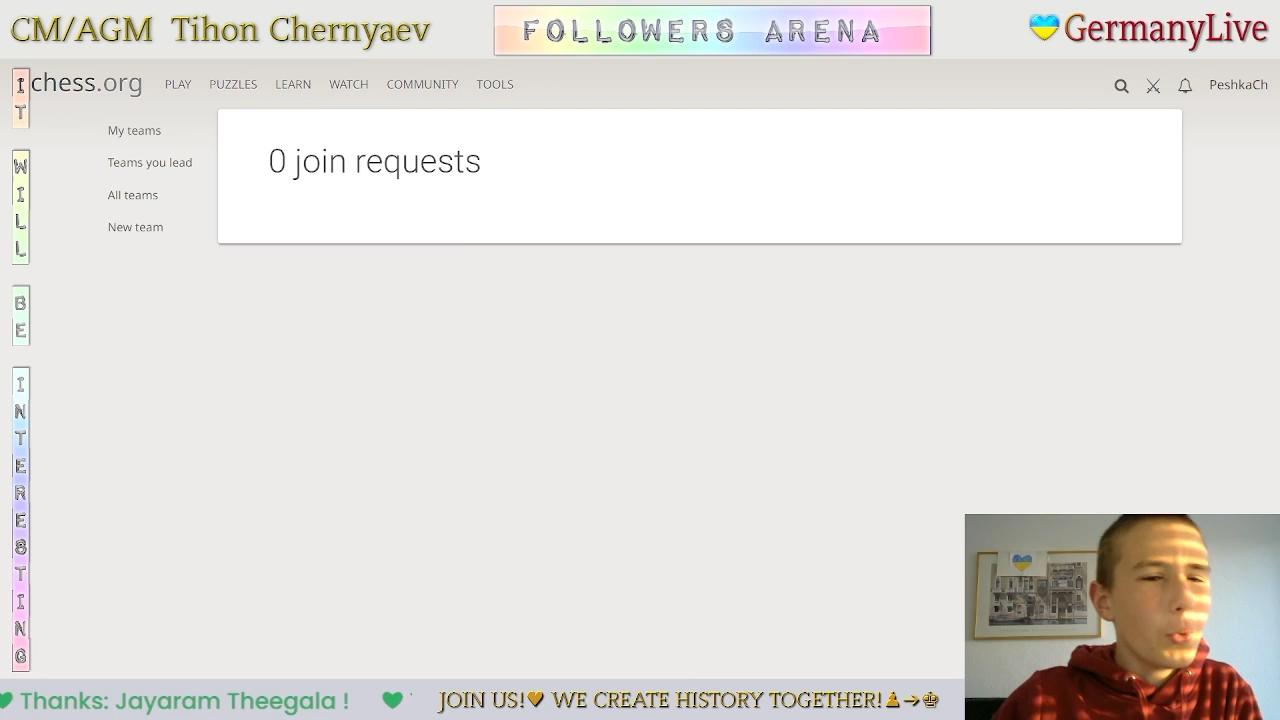 CM/AGM Tihon Chernyaev
FOLLOWERS ARENA
GermanyLive
chess.org
PLAY PUZZLES LEARN WATCH COMMUNITY TOOLS
PeshkaCh
IT WILL BE INTERESTING
My teams
Teams you lead
All teams
New team
0 join requests
Thanks: Jayaram Theegala !
JOIN US!♥ WE CREATE HISTORY TOGETHER!♟→♚